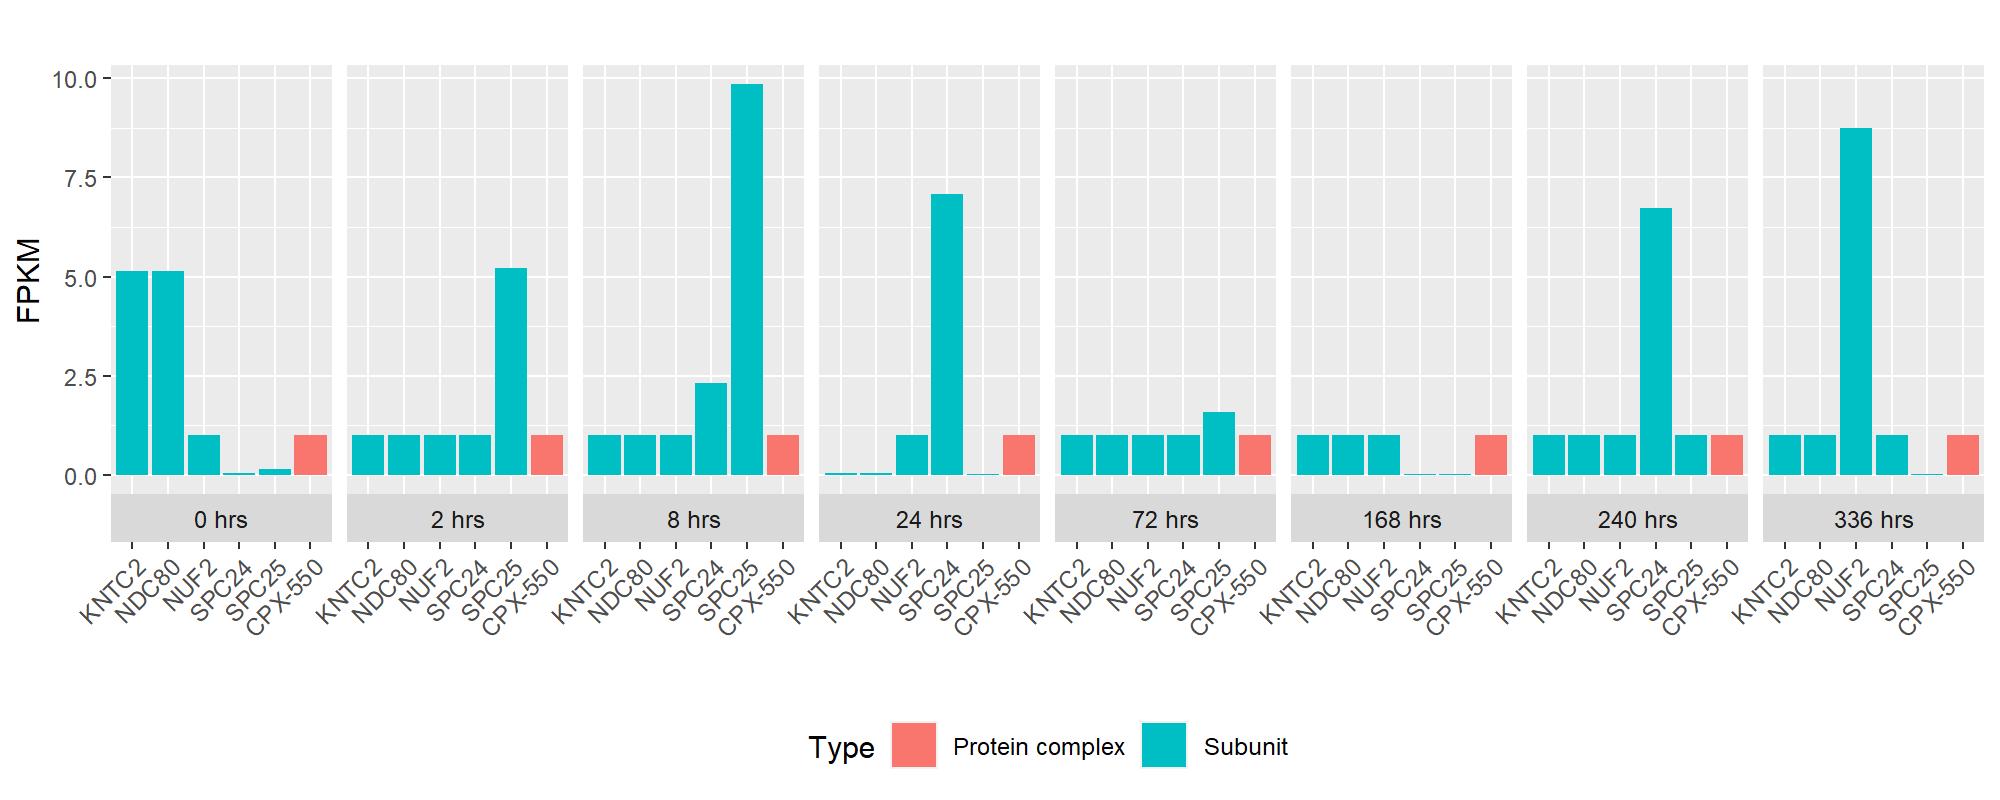 FPKM
10.0
7.5
5.0
2.5
0.0
0 hrs 2 hrs 8 hrs 24 hrs 72 hrs 168 hrs 240 hrs 336 hrs
KNTC2 NDC80 NUF2 SPC24 SPC25 CPX-550 KNTC2 NDC80 NUF2 SPC24 SPC25 CPX-550 KNTC2 NDC80 NUF2 SPC24 SPC25 CPX-550 KNTC2 NDC80 NUF2 SPC24 SPC25 CPX-550 KNTC2 NDC80 NUF2 SPC24 SPC25 CPX-550 KNTC2 NDC80 NUF2 SPC24 SPC25 CPX-550 KNTC2 NDC80 NUF2 SPC24 SPC25 CPX-550 KNTC2 NDC80 NUF2 SPC24 SPC25 CPX-550
Type Protein complex Subunit